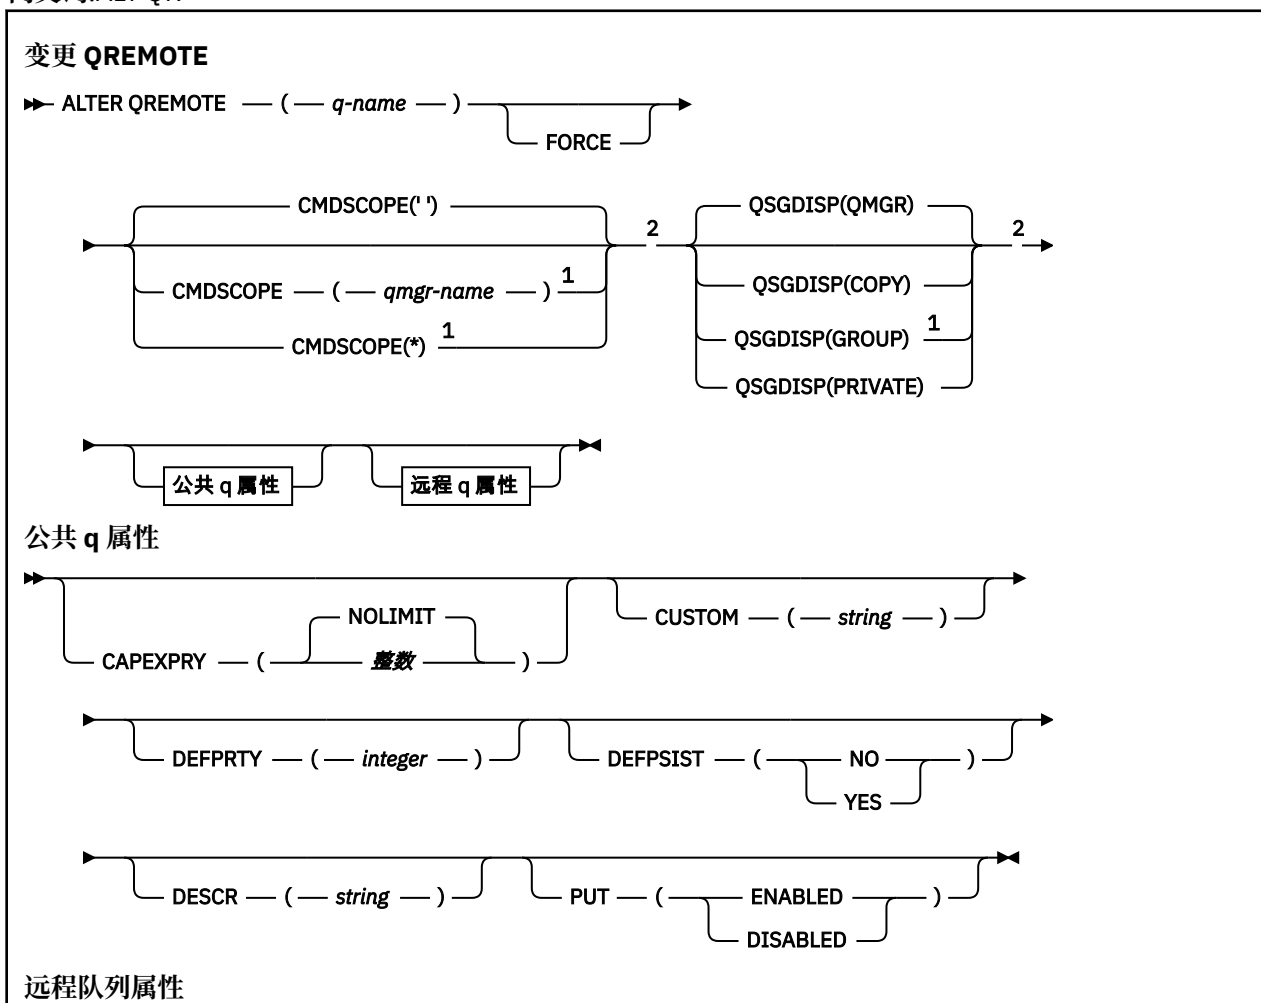 变更 QREMOTE
ALTER QREMOTE ( q-name )
FORCE
CMDSCOPE(' ')
CMDSCOPE ( qmgr-name ) 1
CMDSCOPE(*) 1
2
QSGDISP(QMGR)
QSGDISP(COPY)
QSGDISP(GROUP) 1
QSGDISP(PRIVATE)
2
公共 q 属性
远程 q 属性
公共 q 属性
CAPEXPRY ( NOLIMIT
整数 )
CUSTOM ( string )
DEFPRTY ( integer )
DEFPSIST ( NO )
YES
DESCR ( string )
PUT ( ENABLED )
DISABLED
远程队列属性